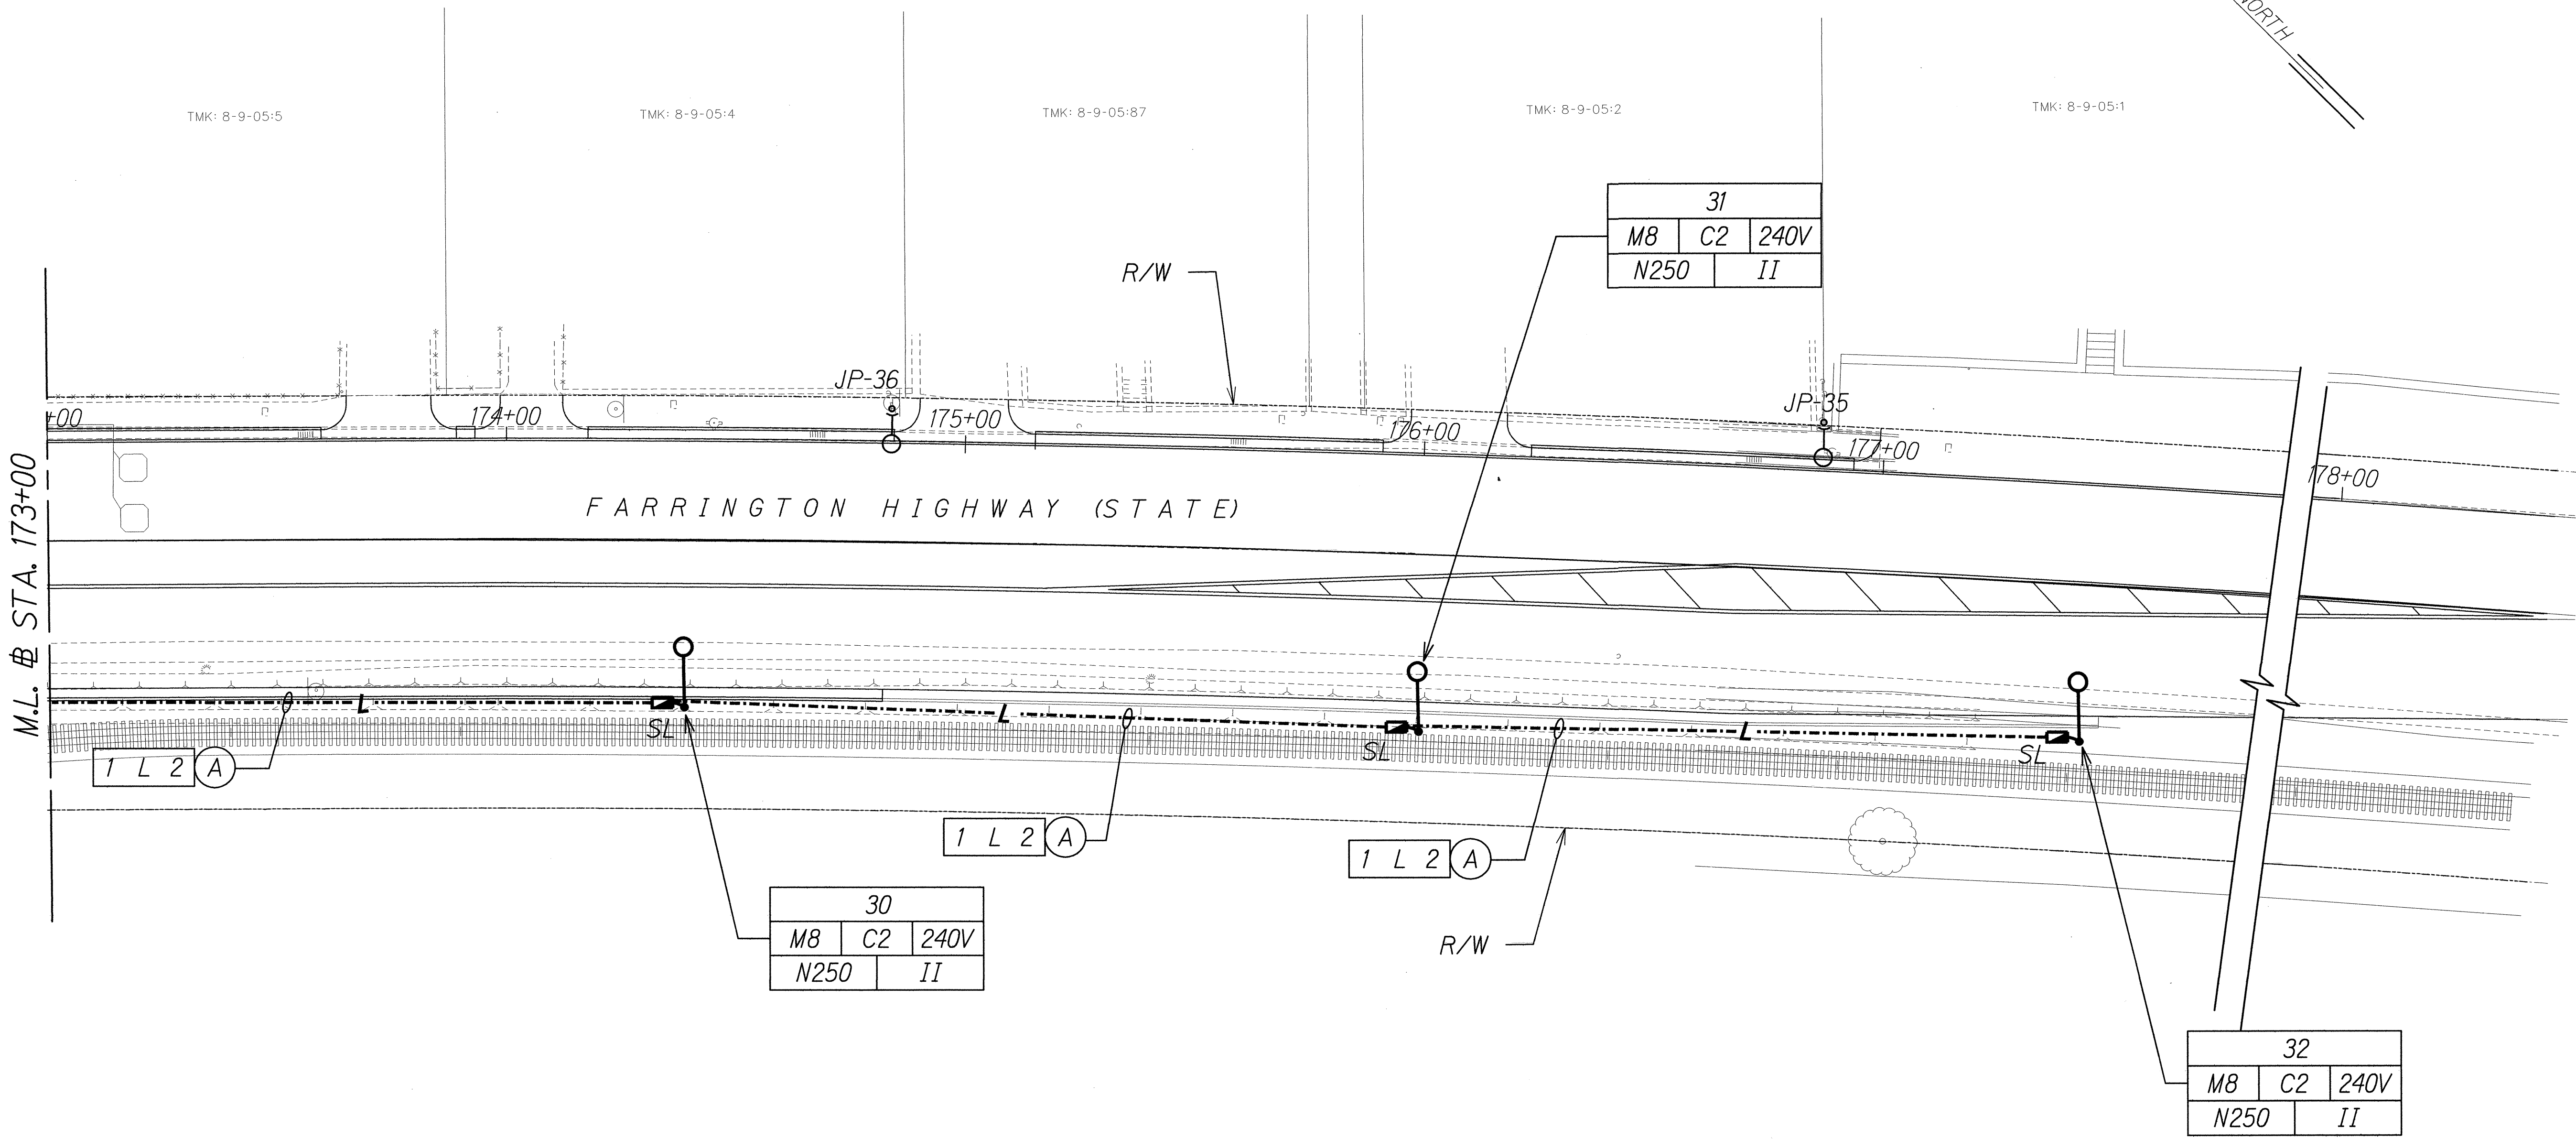 NORTH
TMK: 8-9-05:5
TMK: 8-9-05:4
TMK: 8-9-05:87
TMK: 8-9-05:2
TMK: 8-9-05:1
31
M8 C2 240V
N250 II
R/W
JP-36
JP-35
+00
174+00
175+00
176+00
177+00
178+00
M.L. B STA. 173+00
FARRINGTON HIGHWAY (STATE)
L
L
L
SL
SL
SL
1 L 2 A
1 L 2 A
1 L 2 A
30
M8 C2 240V
N250 II
R/W
32
M8 C2 240V
N250 II